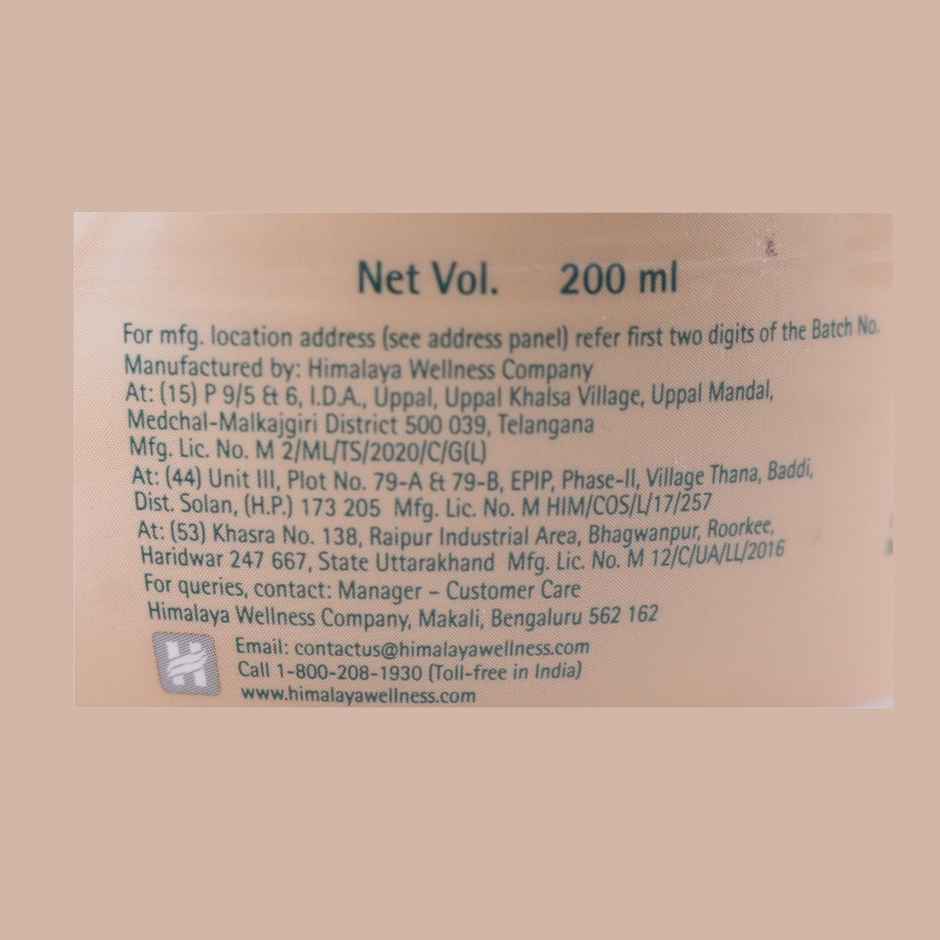 Net Vol. 200 ml
For mfg. location address (see address panel) refer first two digits of the Batch No.
Manufactured by: Himalaya Wellness Company
At: (15) P 9/5 & 6, I.D.A., Uppal, Uppal Khalsa Village, Uppal Mandal,
Medchal-Malkajgiri District 500 039, Telangana
Mfg. Lic. No. M 2/ML/TS/2020/C/G(L)
At: (44) Unit III, Plot No. 79-A & 79-B, EPIP, Phase-II, Village Thana, Baddi,
Dist. Solan, (H.P.) 173 205 Mfg. Lic. No. M HIM/COS/L/17/257
At: (53) Khasra No. 138, Raipur Industrial Area, Bhagwanpur, Roorkee,
Haridwar 247 667, State Uttarakhand Mfg. Lic. No. M 12/C/UA/LL/2016
For queries, contact: Manager – Customer Care
Himalaya Wellness Company, Makali, Bengaluru 562 162
Email: contactus@himalayawellness.com
Call 1-800-208-1930 (Toll-free in India)
www.himalayawellness.com